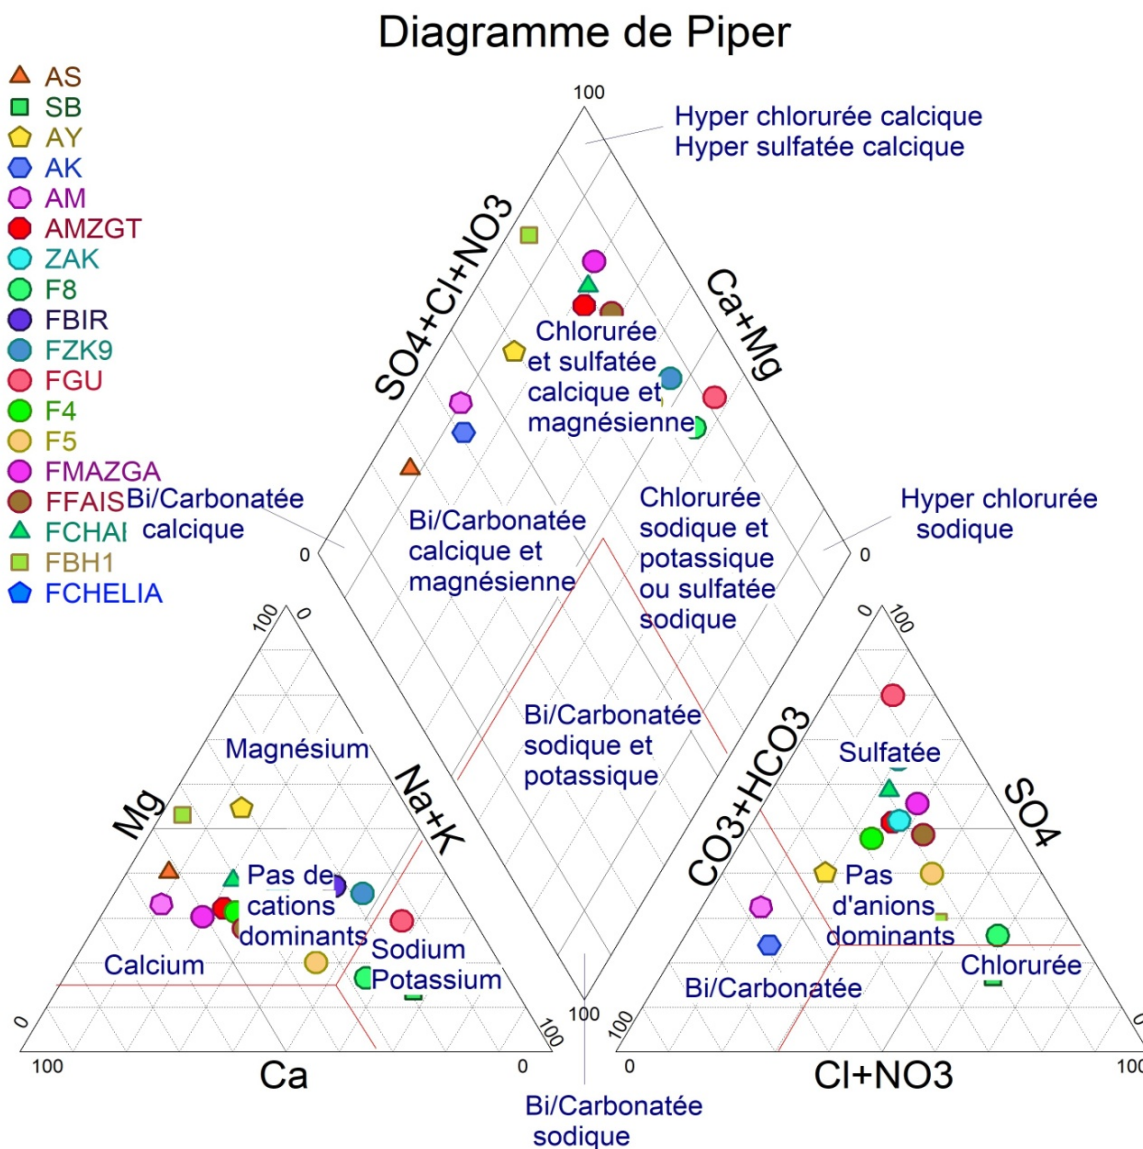 Diagramme de Piper
AS
SB
AY
AK
AM
AMZGT
ZAK
F8
FBIR
FZK9
FGU
F4
F5
FMAZGA
FFAIS
FCHAI
FBH1
FCHELIA
100
Hyper chlorurée calcique
Hyper sulfatée calcique
SO4+Cl+NO3
Ca+Mg
Chlorurée
et sulfatée
calcique et
magnésienne
Bi/Carbonatée
calcique
0
Bi/Carbonatée
calcique et
magnésienne
Chlorurée
sodique et
potassique
ou sulfatée
sodique
Hyper chlorurée
sodique
0
Bi/Carbonatée
sodique et
potassique
100
Bi/Carbonatée
sodique
100
0
Magnésium
Mg
Na+K
Pas de
cations
dominants
Calcium
Sodium
Potassium
0
100
100
0
Ca
0
100
Sulfatée
CO3+HCO3
SO4
Pas
d'anions
dominants
Bi/Carbonatée
Chlorurée
100
0
0
100
Cl+NO3